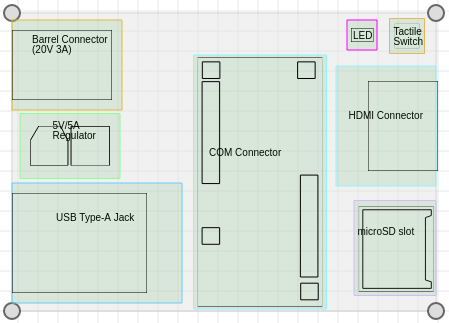 Barrel Connector
(20V 3A)
LED
Tactile
Switch
5V/5A
Regulator
HDMI Connector
COM Connector
USB Type-A Jack
microSD slot